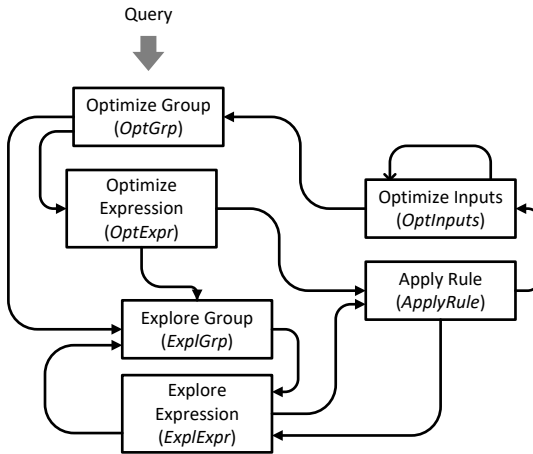 Query
Optimize Group
(OptGrp)
Optimize
Expression
(OptExpr)
Optimize Inputs
(OptInputs)
Apply Rule
(ApplyRule)
Explore Group
(ExplGrp)
Explore
Expression
(ExplExpr)